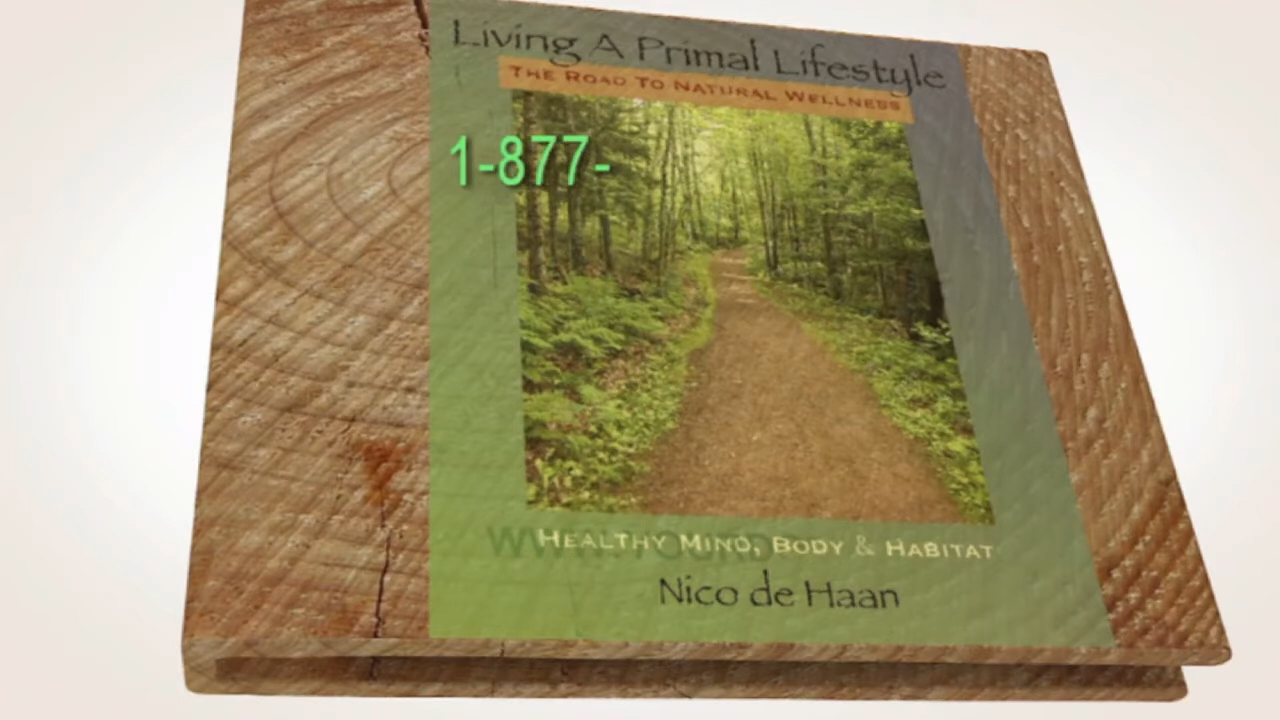 Living A Primal Lifestyle
THE ROAD TO NATURAL WELLNESS
1-877-
HEALTHY MIND, BODY & HABITAT
Nico de Haan